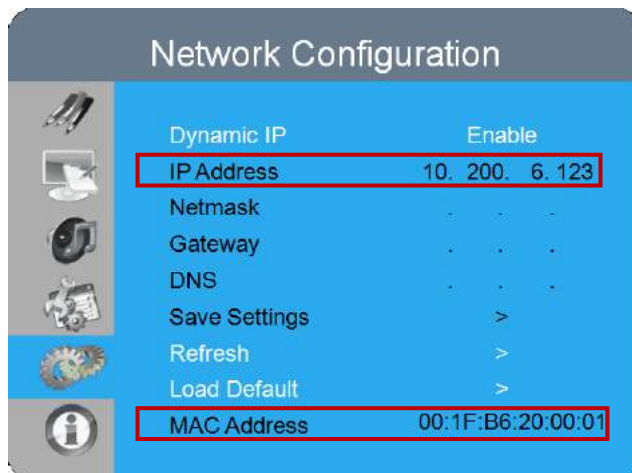 Network Configuration
Dynamic IP Enable
IP Address 10. 200. 6. 123
Netmask . . .
Gateway . . .
DNS . . .
Save Settings >
Refresh >
Load Default >
MAC Address 00:1F:B6:20:00:01